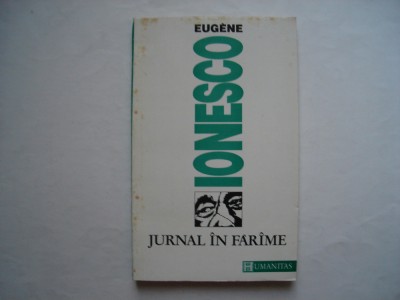 EUGÈNE
IONESCO
JURNAL ÎN FARÎME
HUMANITAS